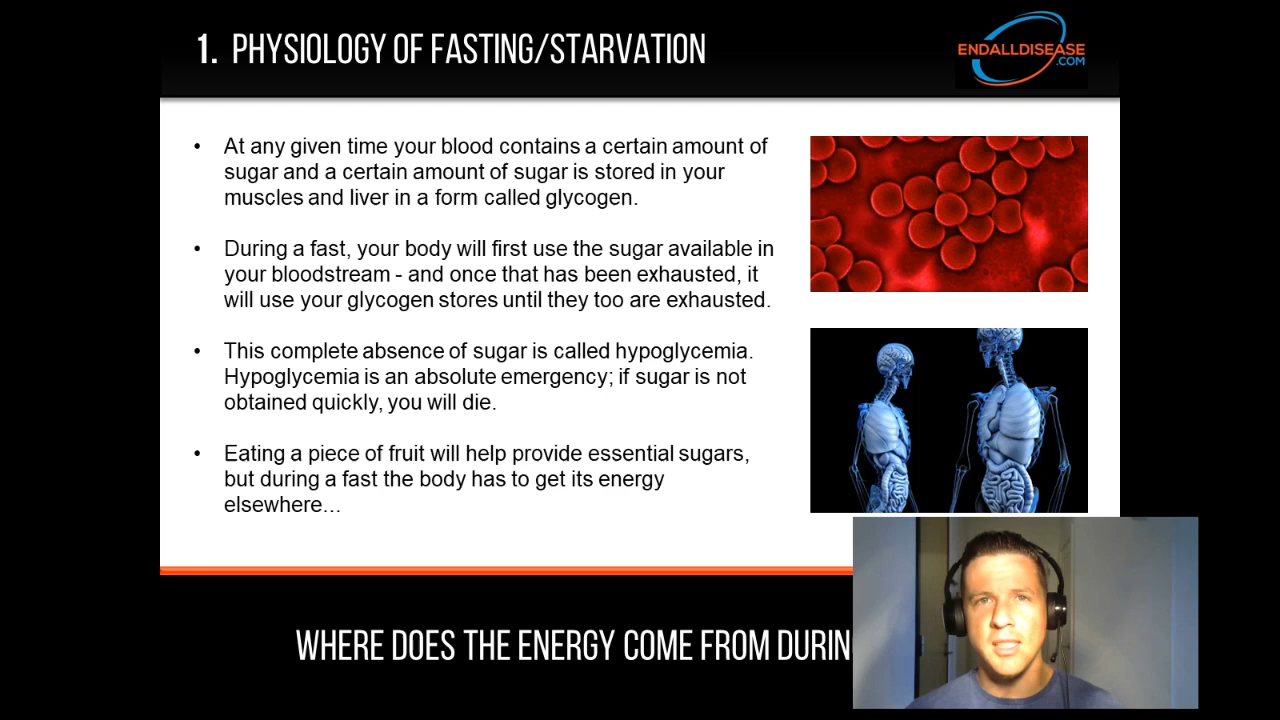 1. PHYSIOLOGY OF FASTING/STARVATION
ENDALLDISEASE
.COM
• At any given time your blood contains a certain amount of
sugar and a certain amount of sugar is stored in your
muscles and liver in a form called glycogen.
• During a fast, your body will first use the sugar available in
your bloodstream - and once that has been exhausted, it
will use your glycogen stores until they too are exhausted.
• This complete absence of sugar is called hypoglycemia.
Hypoglycemia is an absolute emergency; if sugar is not
obtained quickly, you will die.
• Eating a piece of fruit will help provide essential sugars,
but during a fast the body has to get its energy
elsewhere...
WHERE DOES THE ENERGY COME FROM DURIN